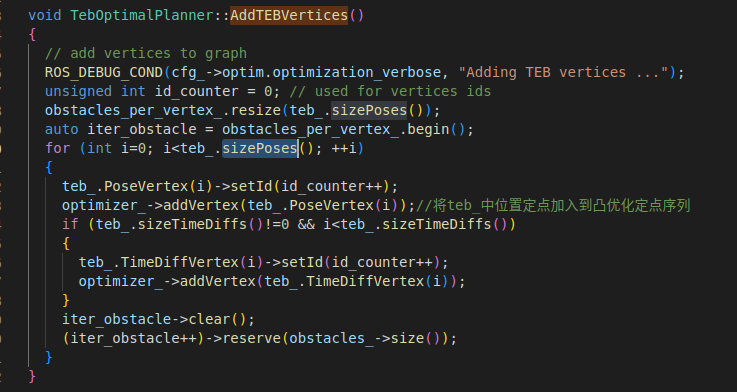 void TebOptimalPlanner::AddTEBVertices()
{
// add vertices to graph
ROS_DEBUG_COND(cfg_->optim.optimization_verbose, "Adding TEB vertices ...");
unsigned int id_counter = 0; // used for vertices ids
obstacles_per_vertex_.resize(teb_.sizePoses());
auto iter_obstacle = obstacles_per_vertex_.begin();
for (int i=0; i<teb_.sizePoses(); ++i)
{
teb_.PoseVertex(i)->setId(id_counter++);
optimizer_->addVertex(teb_.PoseVertex(i));//将teb_中位置定点加入到凸优化定点序列
if (teb_.sizeTimeDiffs()!=0 && i<teb_.sizeTimeDiffs())
{
teb_.TimeDiffVertex(i)->setId(id_counter++);
optimizer_->addVertex(teb_.TimeDiffVertex(i));
}
iter_obstacle->clear();
(iter_obstacle++)->reserve(obstacles_->size());
}
}